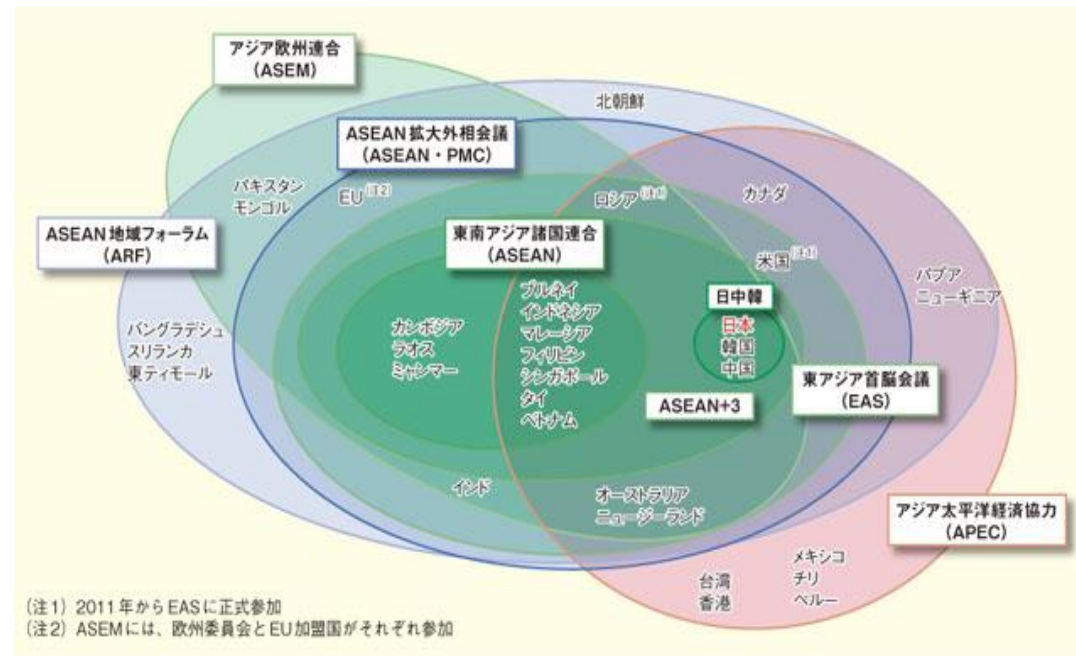 アジア欧州連合
(ASEM)
北朝鮮
ASEAN拡大外相会議
(ASEAN・PMC)
パキスタン
モンゴル
EU(注2)
ロシア(注1)
カナダ
ASEAN地域フォーラム
(ARF)
東南アジア諸国連合
(ASEAN)
米国(注1)
パプア
ニューギニア
日中韓
日本
韓国
中国
ブルネイ
インドネシア
マレーシア
フィリピン
シンガポール
タイ
ベトナム
カンボジア
ラオス
ミャンマー
バングラデシュ
スリランカ
東ティモール
東アジア首脳会議
(EAS)
ASEAN+3
インド
オーストラリア
ニュージーランド
アジア太平洋経済協力
(APEC)
メキシコ
チリ
ペルー
台湾
香港
(注1) 2011年からEASに正式参加
(注2) ASEMには、欧州委員会とEU加盟国がそれぞれ参加